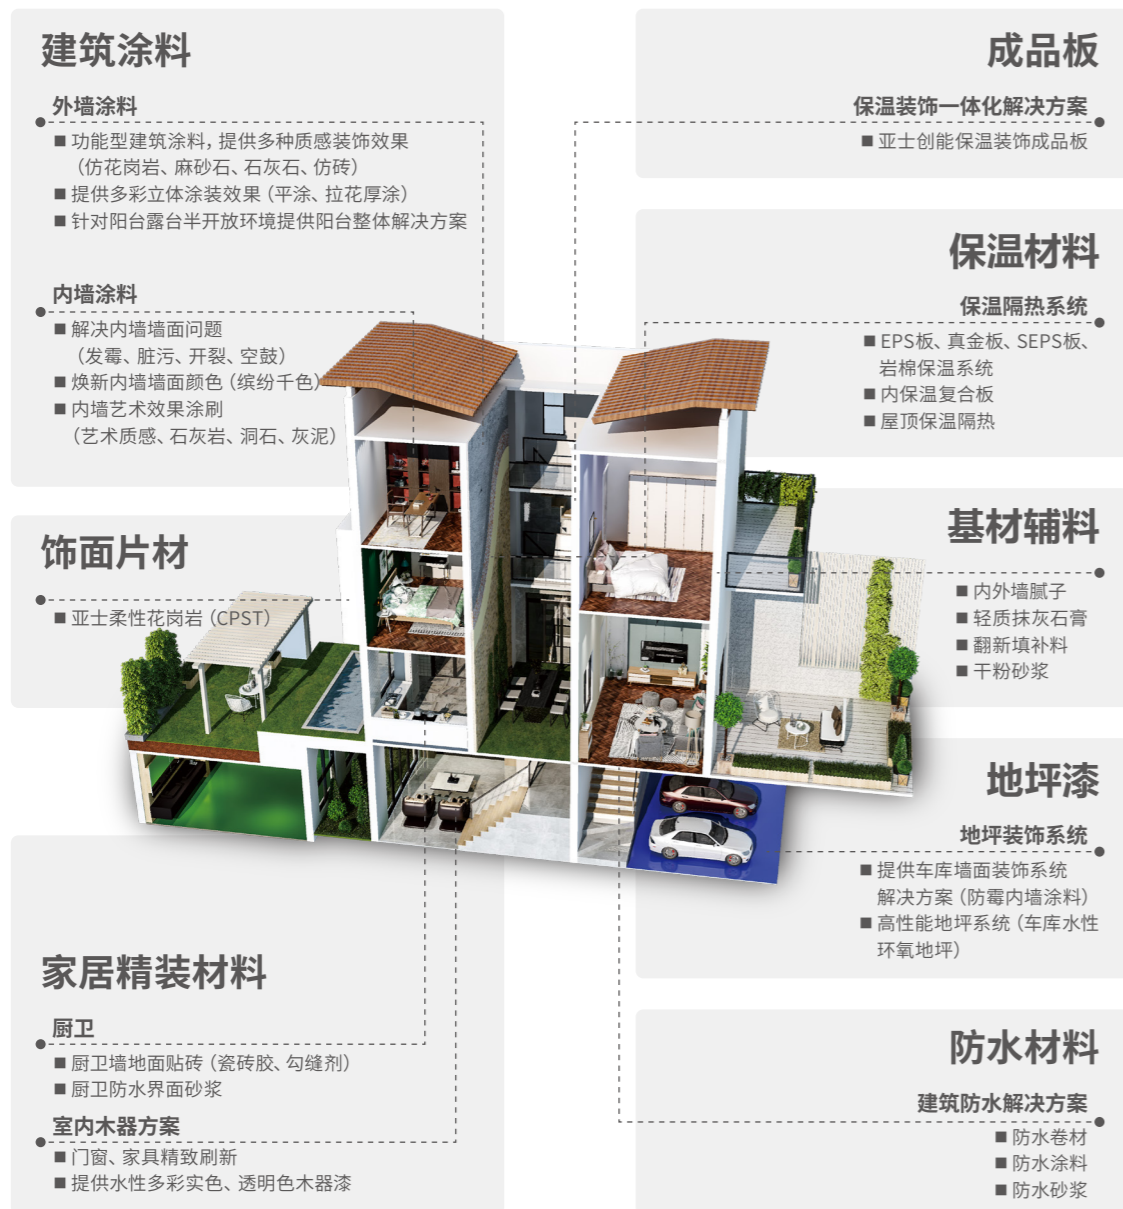 建筑涂料
外墙涂料
■ 功能型建筑涂料，提供多种质感装饰效果
（仿花岗岩、麻砂石、石灰石、仿砖）
■ 提供多彩立体涂装效果（平涂、拉花厚涂）
■ 针对阳台露台半开放环境提供阳台整体解决方案
内墙涂料
■ 解决内墙墙面问题
（发霉、脏污、开裂、空鼓）
■ 焕新内墙墙面颜色（缤纷千色）
■ 内墙艺术效果涂刷
（艺术质感、石灰岩、洞石、灰泥）
饰面片材
■ 亚士柔性花岗岩（CPST）
家居精装材料
厨卫
■ 厨卫墙地面贴砖（瓷砖胶、勾缝剂）
■ 厨卫防水界面砂浆
室内木器方案
■ 门窗、家具精致刷新
■ 提供水性多彩实色、透明色木器漆
成品板
保温装饰一体化解决方案
■ 亚士创能保温装饰成品板
保温材料
保温隔热系统
■ EPS板、真金板、SEPS板、
岩棉保温系统
■ 内保温复合板
■ 屋顶保温隔热
基材辅料
■ 内外墙腻子
■ 轻质抹灰石膏
■ 翻新填补料
■ 干粉砂浆
地坪漆
地坪装饰系统
■ 提供车库墙面装饰系统
解决方案（防霉内墙涂料）
■ 高性能地坪系统（车库水性
环氧地坪）
防水材料
建筑防水解决方案
■ 防水卷材
■ 防水涂料
■ 防水砂浆